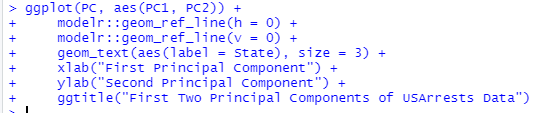 > ggplot(PC, aes(PC1, PC2)) +
+     modelr::geom_ref_line(h = 0) +
+     modelr::geom_ref_line(v = 0) +
+     geom_text(aes(label = State), size = 3) +
+     xlab("First Principal Component") +
+     ylab("Second Principal Component") +
+     ggtitle("First Two Principal Components of USArrests Data")
>